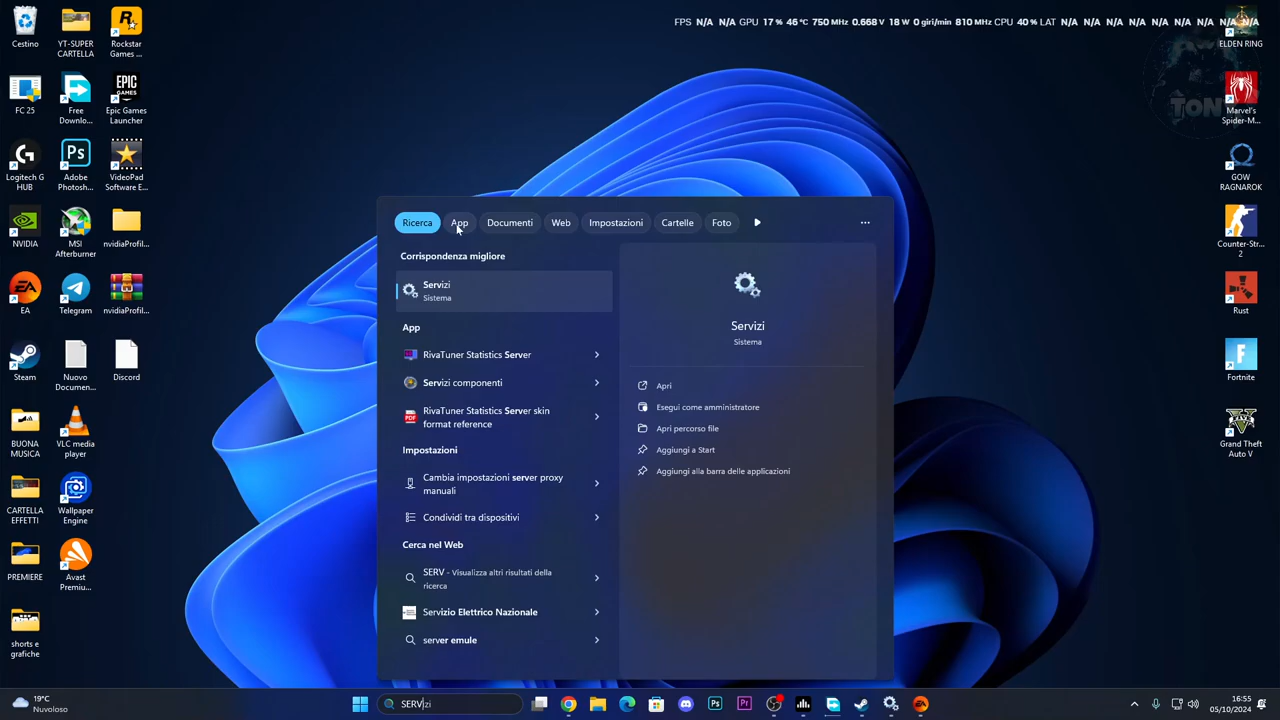 FPS N/A N/A GPU 17 % 46 °C 750 MHz 0.668 V 18 W 0 giri/min 810 MHz CPU 40 % LAT N/A N/A N/A N/A N/A N/A N/A N/A N/A
Cestino
YT-SUPER
CARTELLA
Rockstar
Games ...
FC 25
Free
Downlo...
Epic Games
Launcher
Logitech G
HUB
Adobe
Photosh...
VideoPad
Software E...
NVIDIA
MSI
Afterburner
nvidiaProfil...
EA
Telegram
nvidiaProfil...
Steam
Nuovo
Documen...
Discord
BUONA
MUSICA
VLC media
player
CARTELLA
EFFETTI
Wallpaper
Engine
PREMIERE
Avast
Premiu...
shorts e
grafiche
Ricerca App Documenti Web Impostazioni Cartelle Foto
Corrispondenza migliore
Servizi
Sistema
App
RivaTuner Statistics Server
Servizi componenti
RivaTuner Statistics Server skin
format reference
Impostazioni
Cambia impostazioni server proxy
manuali
Condividi tra dispositivi
Cerca nel Web
SERV - Visualizza altri risultati della
ricerca
Servizio Elettrico Nazionale
server emule
Servizi
Sistema
Apri
Esegui come amministratore
Apri percorso file
Aggiungi a Start
Aggiungi alla barra delle applicazioni
ELDEN RING
Marvel's
Spider-M...
GOW
RAGNAROK
Counter-Str...
2
Rust
Fortnite
Grand Theft
Auto V
19°C
Nuvoloso
SERVizi
16:55
05/10/2024